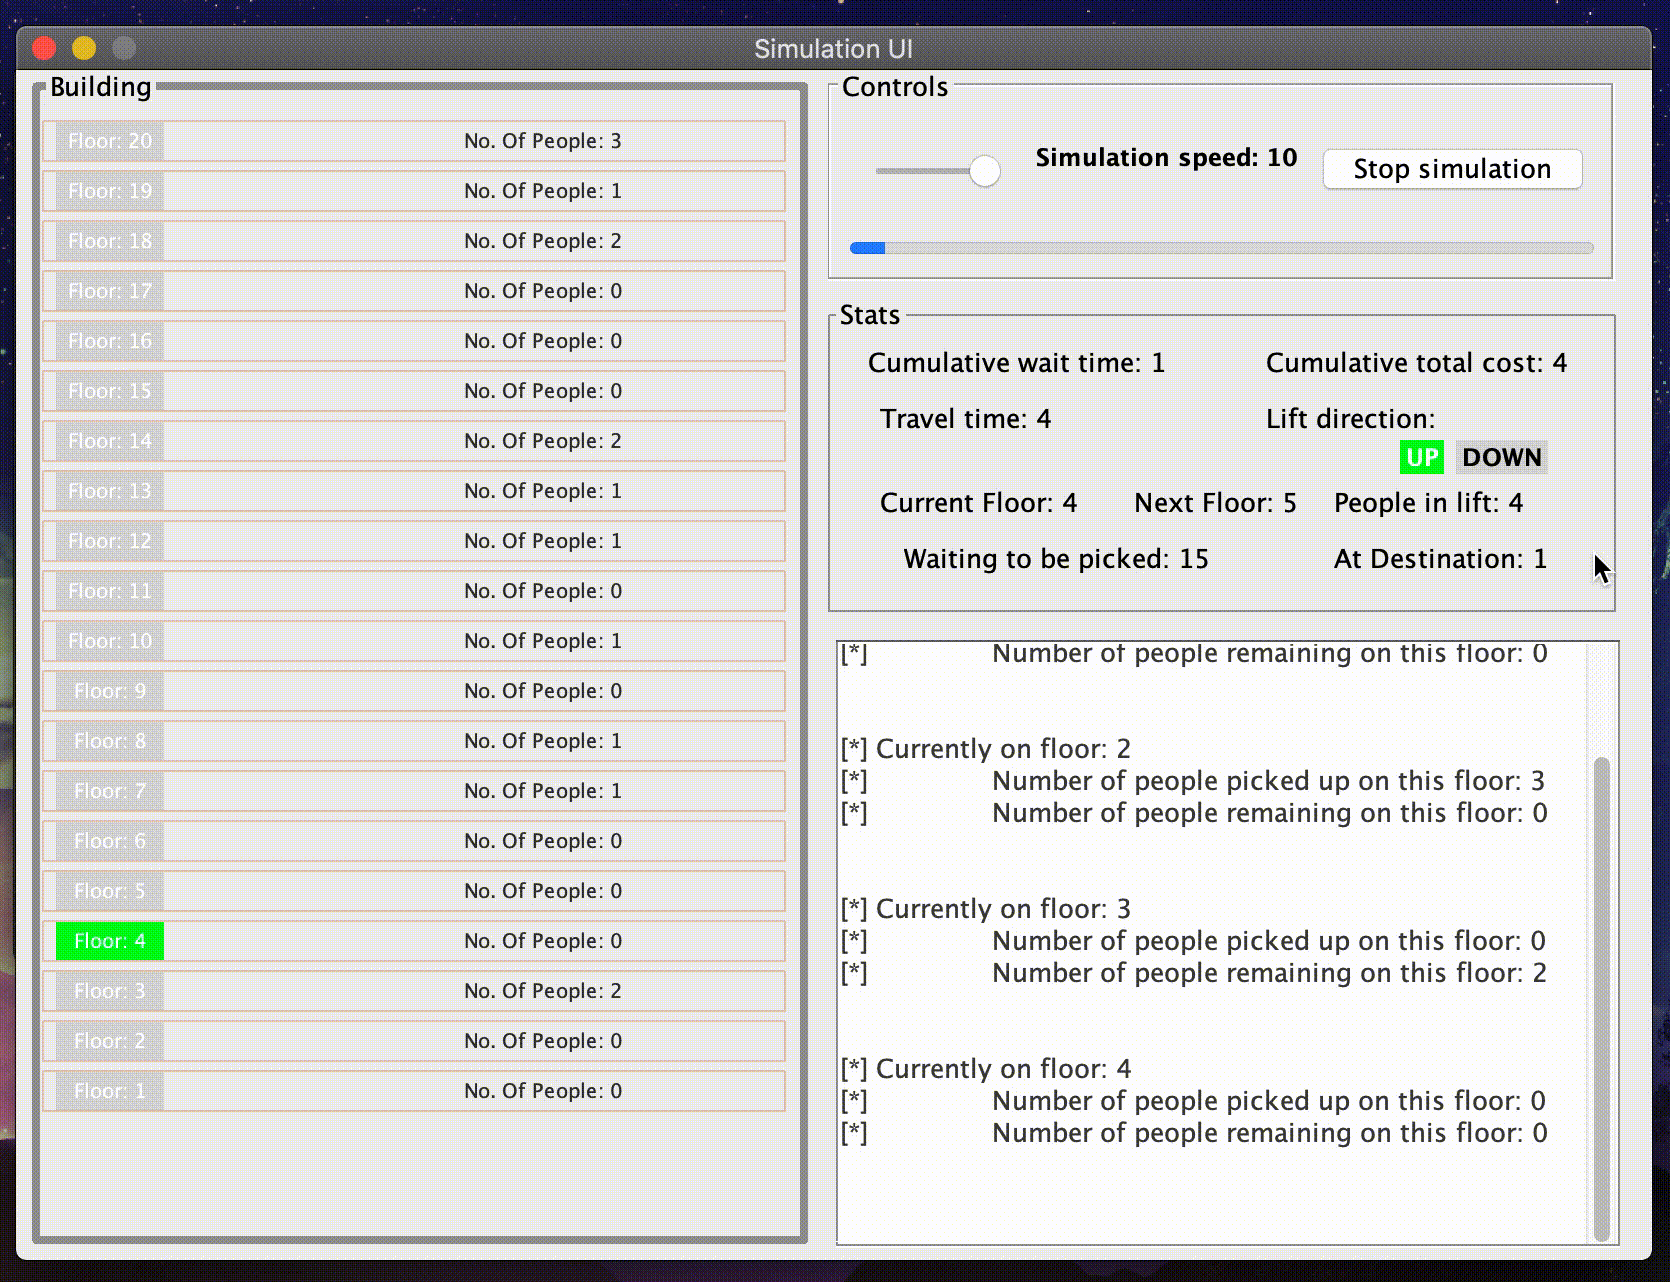 Simulation UI
Building
Floor: 20 No. Of People: 3
Floor: 19 No. Of People: 1
Floor: 18 No. Of People: 2
Floor: 17 No. Of People: 0
Floor: 16 No. Of People: 0
Floor: 15 No. Of People: 0
Floor: 14 No. Of People: 2
Floor: 13 No. Of People: 1
Floor: 12 No. Of People: 1
Floor: 11 No. Of People: 0
Floor: 10 No. Of People: 1
Floor: 9 No. Of People: 0
Floor: 8 No. Of People: 1
Floor: 7 No. Of People: 1
Floor: 6 No. Of People: 0
Floor: 5 No. Of People: 0
Floor: 4 No. Of People: 0
Floor: 3 No. Of People: 2
Floor: 2 No. Of People: 0
Floor: 1 No. Of People: 0
Controls
Simulation speed: 10 Stop simulation
Stats
Cumulative wait time: 1 Cumulative total cost: 4
Travel time: 4 Lift direction:
UP DOWN
Current Floor: 4 Next Floor: 5 People in lift: 4
Waiting to be picked: 15 At Destination: 1
[*] Number of people remaining on this floor: 0
[*] Currently on floor: 2
[*] Number of people picked up on this floor: 3
[*] Number of people remaining on this floor: 0
[*] Currently on floor: 3
[*] Number of people picked up on this floor: 0
[*] Number of people remaining on this floor: 2
[*] Currently on floor: 4
[*] Number of people picked up on this floor: 0
[*] Number of people remaining on this floor: 0